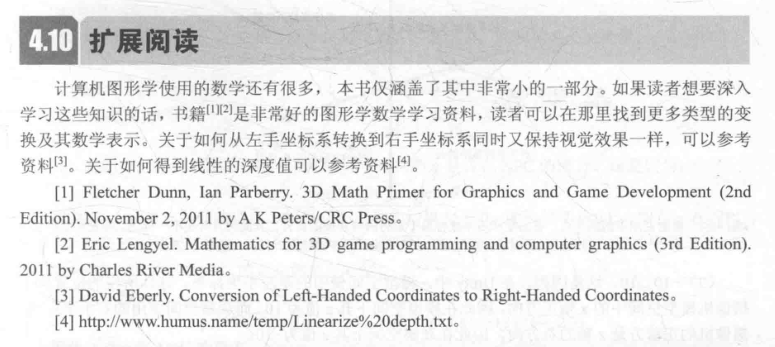 4.10 扩展阅读
计算机图形学使用的数学还有很多，本书仅涵盖了其中非常小的一部分。如果读者想要深入
学习这些知识的话，书籍[1][2]是非常好的图形学数学学习资料，读者可以在那里找到更多类型的变
换及其数学表示。关于如何从左手坐标系转换到右手坐标系同时又保持视觉效果一样，可以参考
资料[3]。关于如何得到线性的深度值可以参考资料[4]。
[1] Fletcher Dunn, Ian Parberry. 3D Math Primer for Graphics and Game Development (2nd
Edition). November 2, 2011 by A K Peters/CRC Press。
[2] Eric Lengyel. Mathematics for 3D game programming and computer graphics (3rd Edition).
2011 by Charles River Media。
[3] David Eberly. Conversion of Left-Handed Coordinates to Right-Handed Coordinates。
[4] http://www.humus.name/temp/Linearize%20depth.txt。